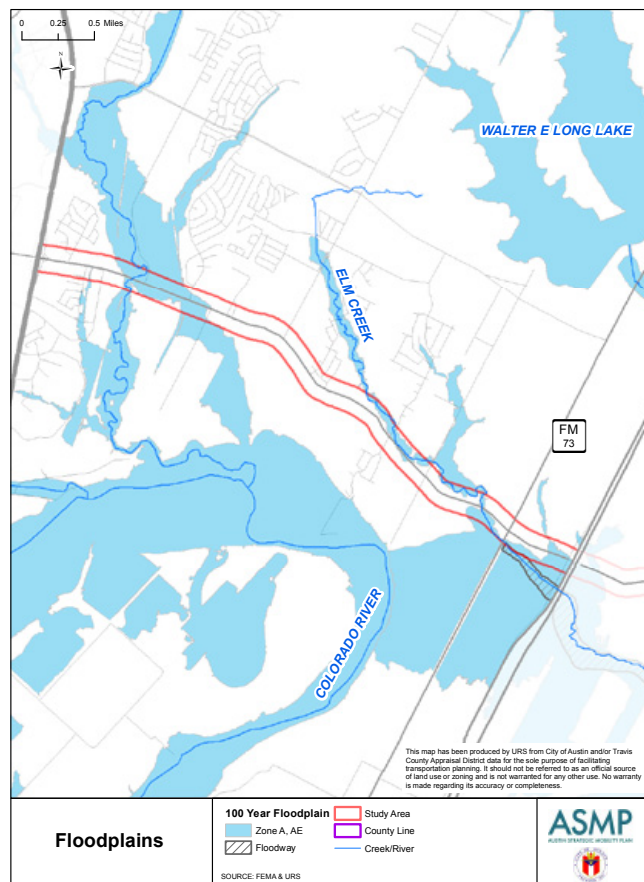 0 0.25 0.5 Miles
N
WALTER E LONG LAKE
ELM CREEK
FM
73
COLORADO RIVER
This map has been produced by URS from City of Austin and/or Travis
County Appraisal District data for the sole purpose of facilitating
transportation planning. It should not be referred to as an official source
of land use or zoning and is not warranted for any other use. No warranty
is made regarding its accuracy or completeness.
Floodplains
100 Year Floodplain
Zone A, AE
Floodway
Study Area
County Line
Creek/River
SOURCE: FEMA & URS
ASMP
AUSTIN STRATEGIC MOBILITY PLAN